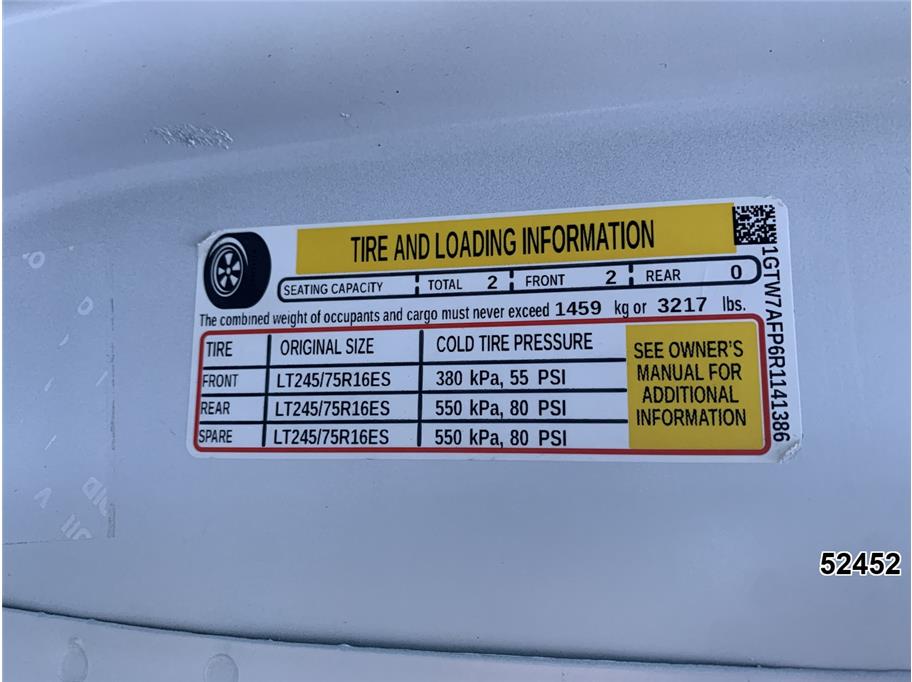 TIRE AND LOADING INFORMATION
SEATING CAPACITY TOTAL 2 FRONT 2 REAR 0
The combined weight of occupants and cargo must never exceed 1459 kg or 3217 lbs.
TIRE ORIGINAL SIZE COLD TIRE PRESSURE
FRONT LT245/75R16ES 380 kPa, 55 PSI
REAR LT245/75R16ES 550 kPa, 80 PSI
SPARE LT245/75R16ES 550 kPa, 80 PSI
SEE OWNER'S
MANUAL FOR
ADDITIONAL
INFORMATION
1GTW7AFP6R1141386
52452